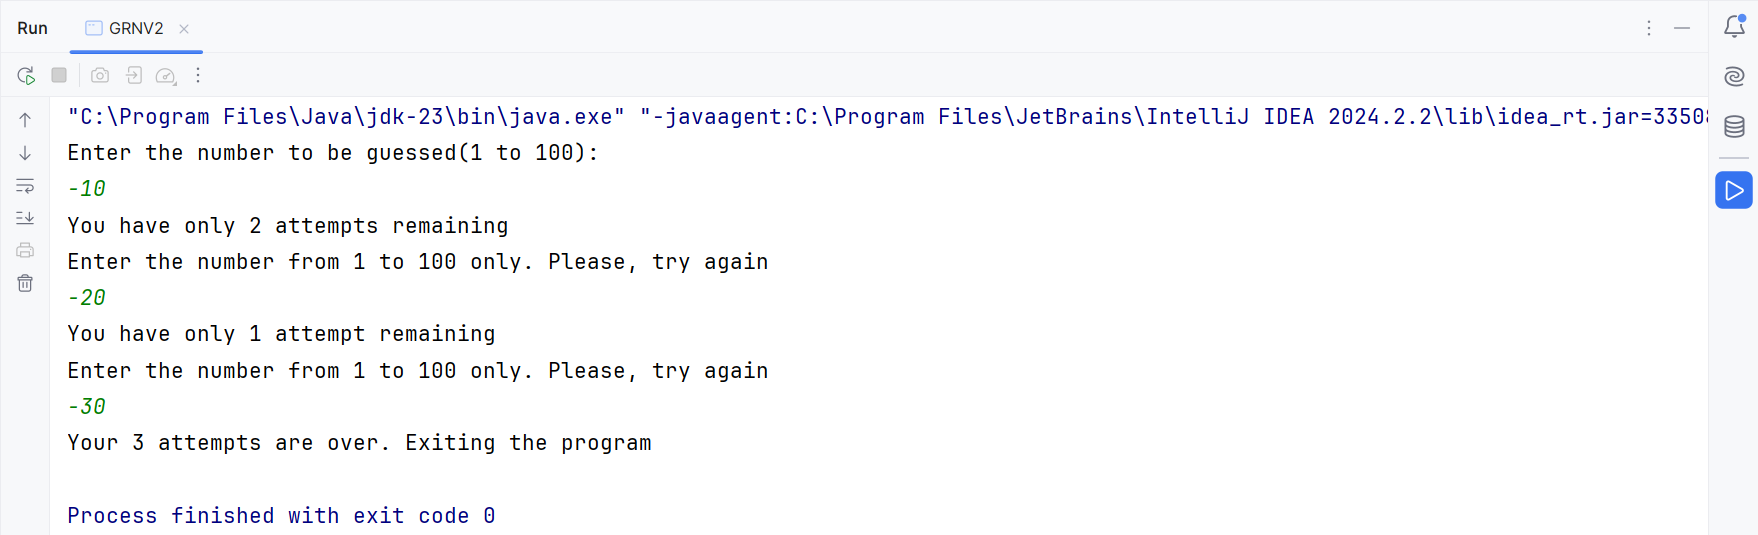 Run GRNV2
"C:\Program Files\Java\jdk-23\bin\java.exe" "-javaagent:C:\Program Files\JetBrains\IntelliJ IDEA 2024.2.2\lib\idea_rt.jar=3350
Enter the number to be guessed(1 to 100):
-10
You have only 2 attempts remaining
Enter the number from 1 to 100 only. Please, try again
-20
You have only 1 attempt remaining
Enter the number from 1 to 100 only. Please, try again
-30
Your 3 attempts are over. Exiting the program
Process finished with exit code 0